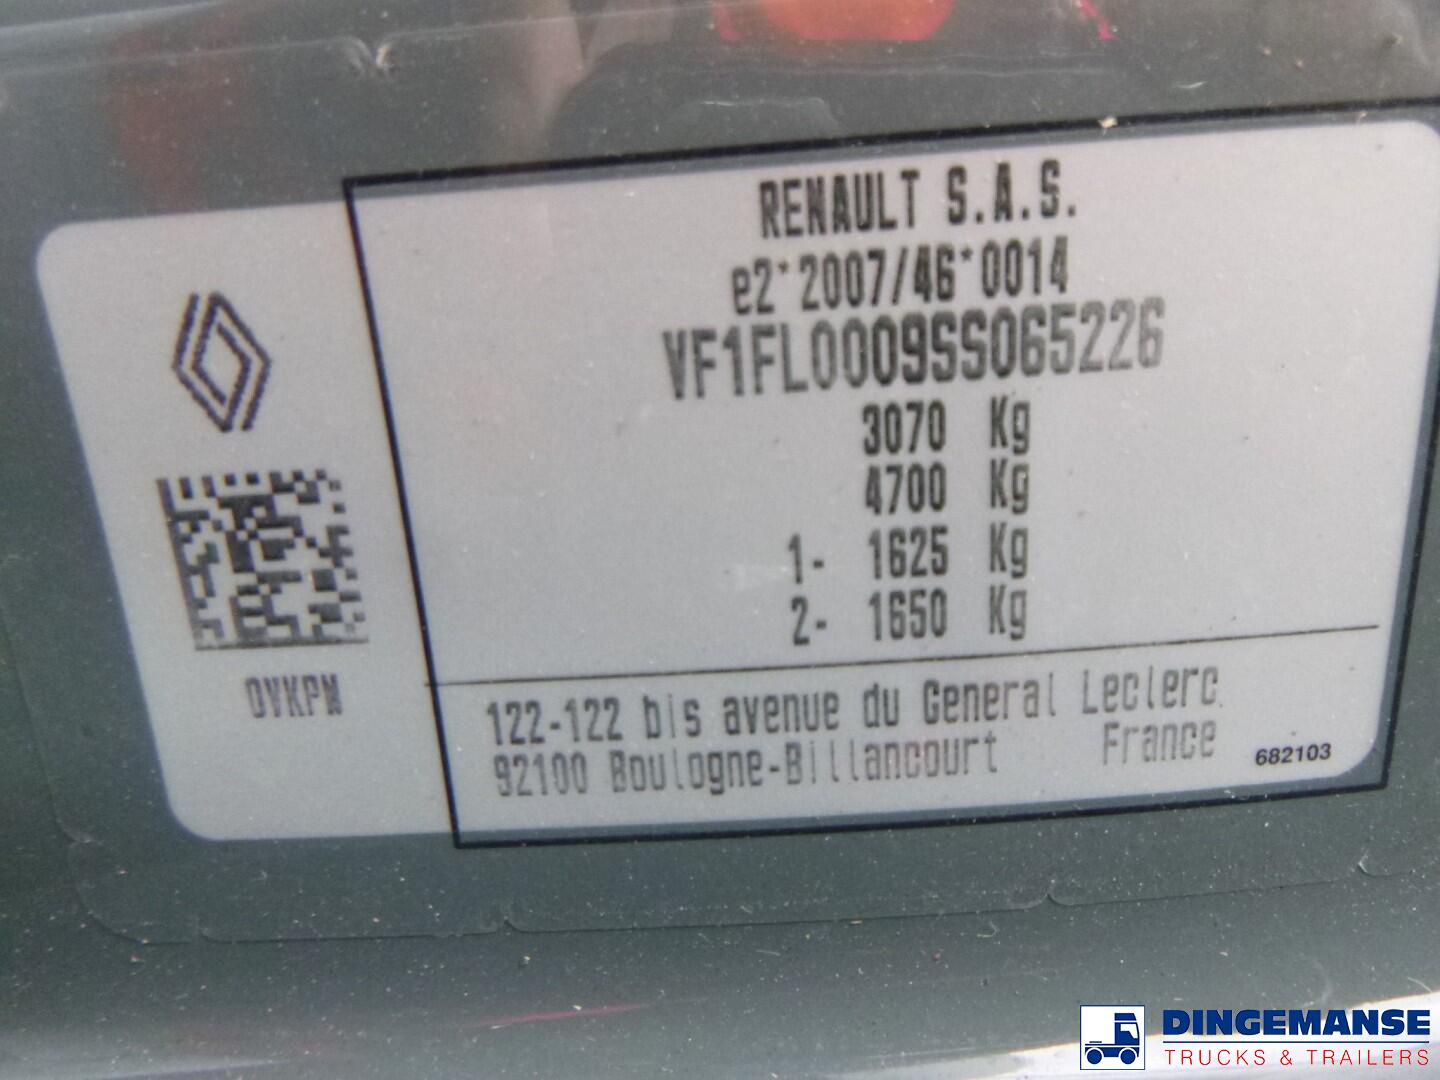 RENAULT S.A.S.
e2*2007/46*0014
VF1FL0009SS065226
3070 Kg
4700 Kg
1- 1625 Kg
2- 1650 Kg
OVKPN
122-122 bis avenue du General Leclerc
92100 Boulogne-Billancourt France
682103
DINGEMANSE
TRUCKS & TRAILERS